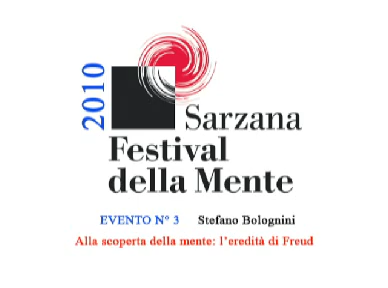 2010
Sarzana
Festival
della Mente
EVENTO N° 3 Stefano Bolognini
Alla scoperta della mente: l'eredità di Freud